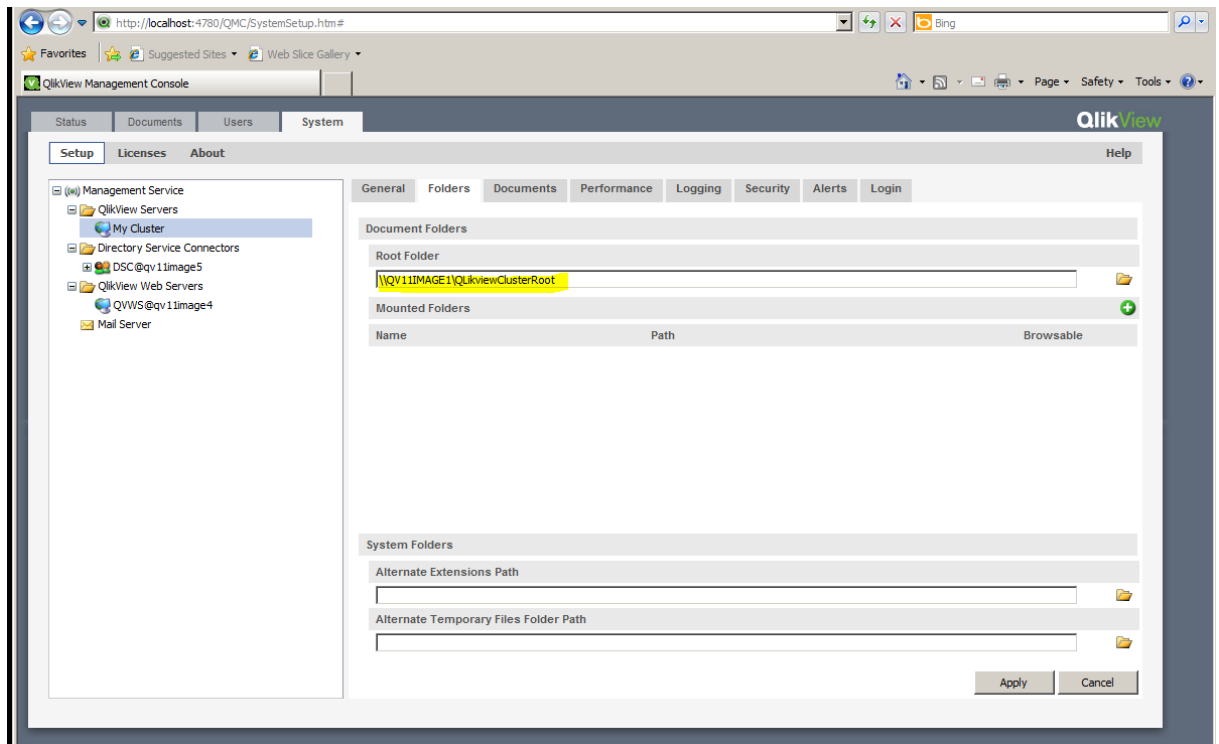 http://localhost:4780/QMC/SystemSetup.htm#
Bing
Favorites Suggested Sites Web Slice Gallery
QlikView Management Console
Page Safety Tools
Status Documents Users System
QlikView
Setup Licenses About
Help
Management Service
QlikView Servers
My Cluster
Directory Service Connectors
DSC@qv11image5
QlikView Web Servers
QVWS@qv11image4
Mail Server
General Folders Documents Performance Logging Security Alerts Login
Document Folders
Root Folder
\\QV11IMAGE1\QLikviewClusterRoot
Mounted Folders
Name Path Browsable
System Folders
Alternate Extensions Path
Alternate Temporary Files Folder Path
Apply Cancel